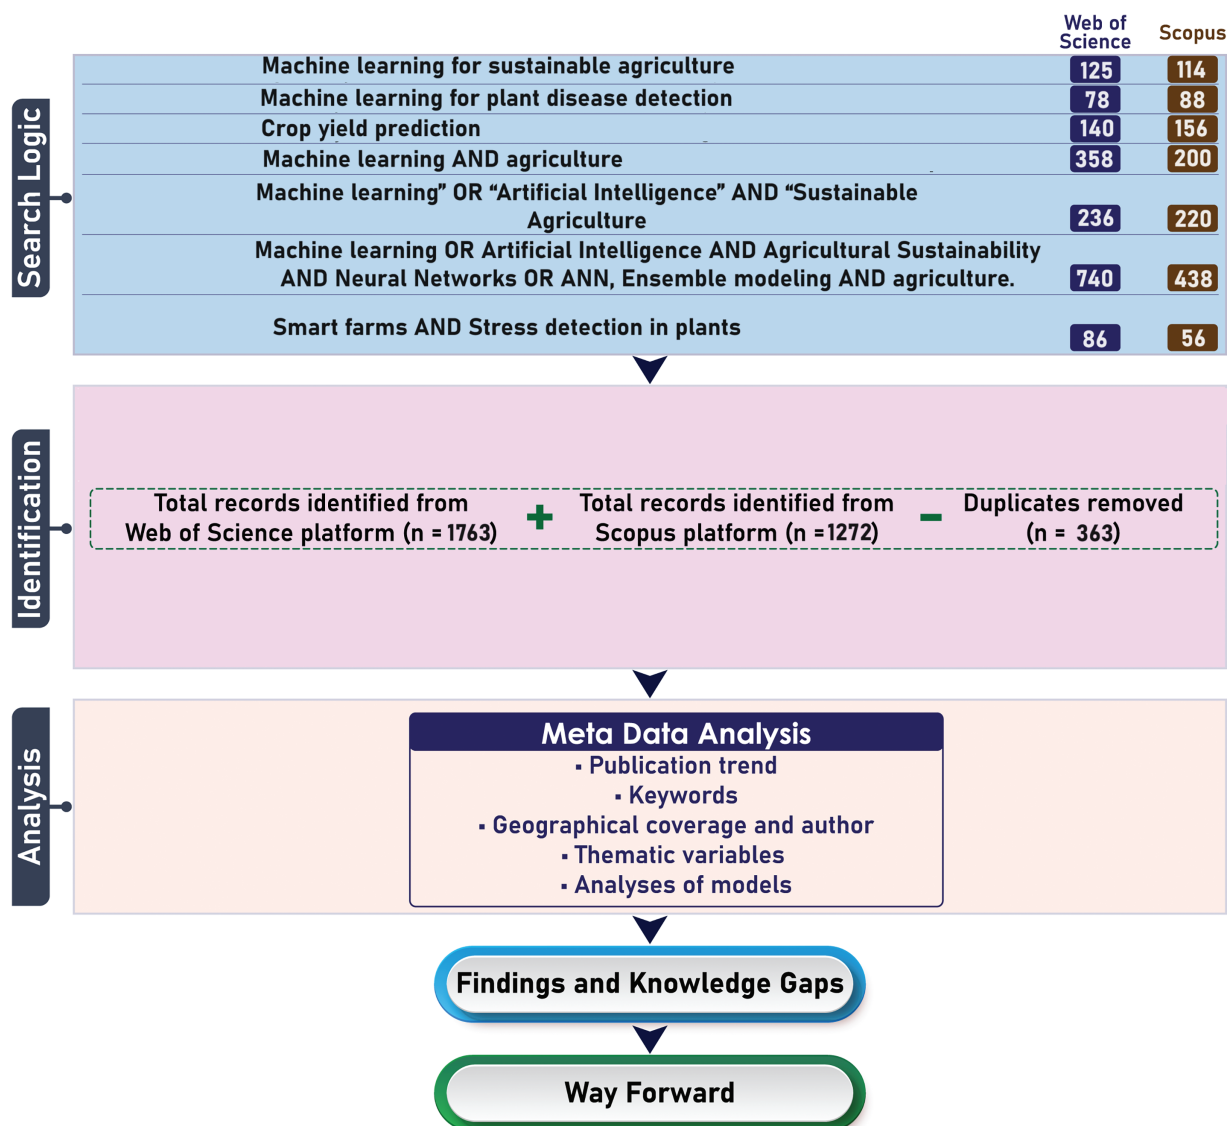 Web of
Science
Scopus
Search Logic
Machine learning for sustainable agriculture
125
114
Machine learning for plant disease detection
78
88
Crop yield prediction
140
156
Machine learning AND agriculture
358
200
Machine learning” OR “Artificial Intelligence” AND “Sustainable
Agriculture
236
220
Machine learning OR Artificial Intelligence AND Agricultural Sustainability
AND Neural Networks OR ANN, Ensemble modeling AND agriculture.
740
438
Smart farms AND Stress detection in plants
86
56
Identification
Total records identified from
Web of Science platform (n = 1763)
+
Total records identified from
Scopus platform (n =1272)
−
Duplicates removed
(n = 363)
Analysis
Meta Data Analysis
▪ Publication trend
▪ Keywords
▪ Geographical coverage and author
▪ Thematic variables
▪ Analyses of models
Findings and Knowledge Gaps
Way Forward